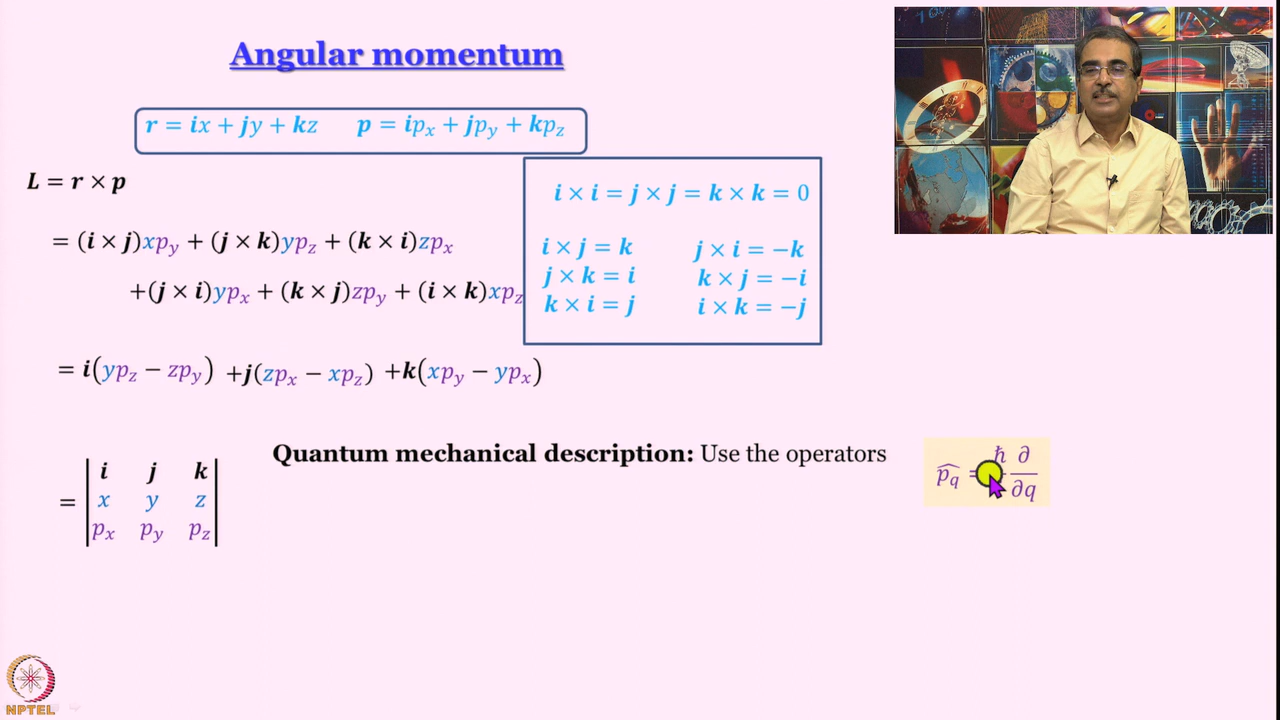 Angular momentum
r = ix + jy + kz p = ip_x + jp_y + kp_z
L = r × p
= (i × j)xp_y + (j × k)yp_z + (k × i)zp_x
+(j × i)yp_x + (k × j)zp_y + (i × k)xp_z
i × i = j × j = k × k = 0
i × j = k j × i = −k
j × k = i k × j = −i
k × i = j i × k = −j
= i(yp_z − zp_y) +j(zp_x − xp_z) +k(xp_y − yp_x)
= | i j k |
| x y z |
| p_x p_y p_z |
Quantum mechanical description: Use the operators
p̂_q = ħ ∂
∂q
NPTEL